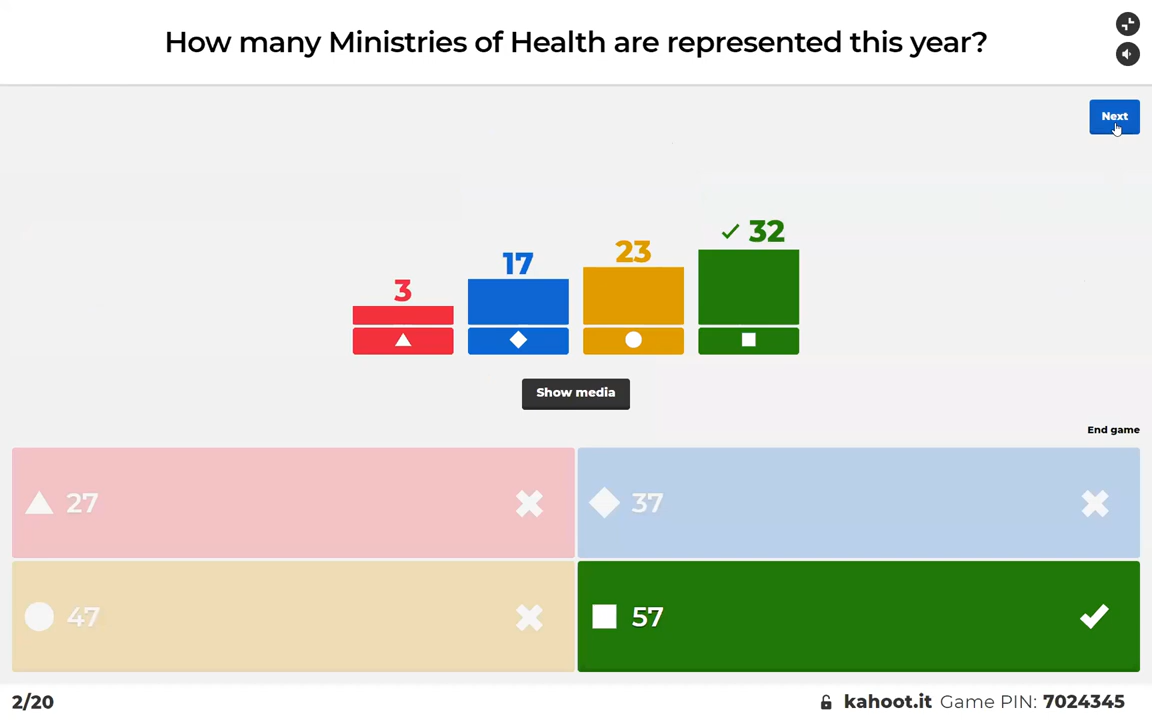 How many Ministries of Health are represented this year?
Next
3
17
23
32
Show media
End game
27
37
47
57
2/20
kahoot.it Game PIN: 7024345